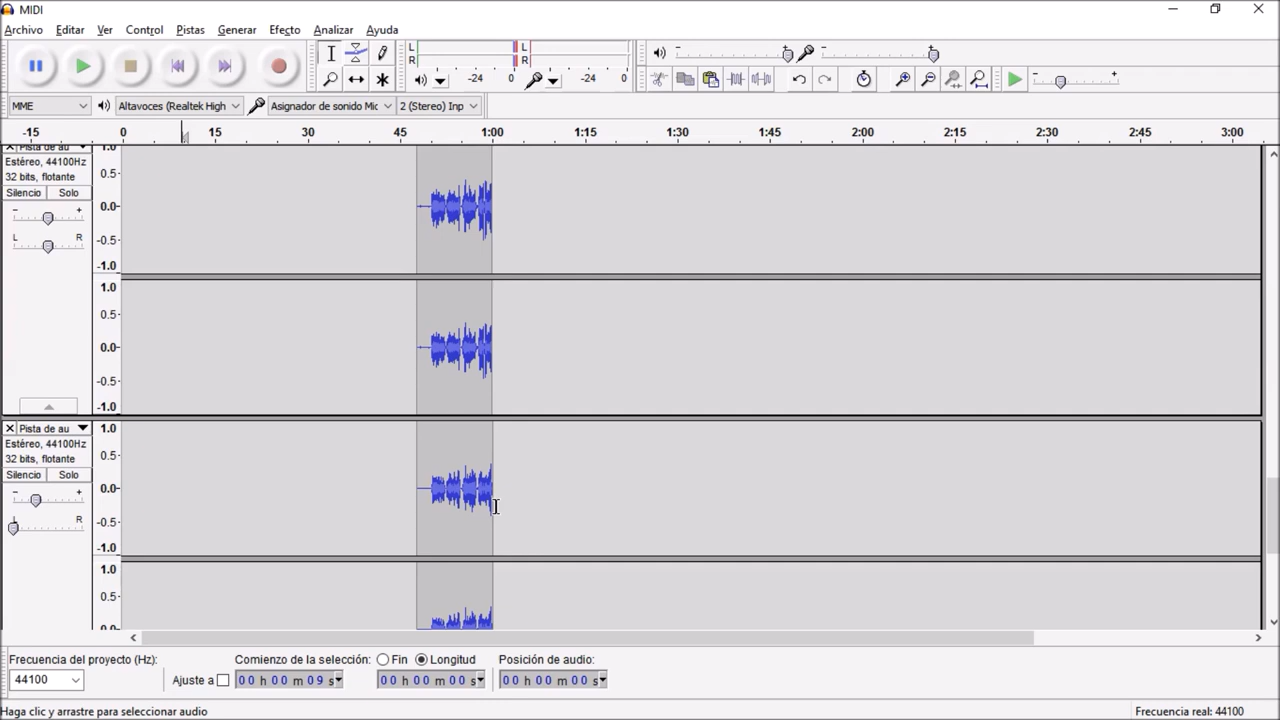 MIDI
Archivo Editar Ver Control Pistas Generar Efecto Analizar Ayuda
L L
R R
-24 0 -24 0
- + - +
- +
MME Altavoces (Realtek High Asignador de sonido Mic 2 (Stereo) Inp
-15 0 15 30 45 1:00 1:15 1:30 1:45 2:00 2:15 2:30 2:45 3:00
Pista de au 1.0
Estéreo, 44100Hz
32 bits, flotante 0.5
Silencio Solo
- + 0.0
L R -0.5
-1.0
1.0
0.5
0.0
-0.5
-1.0
Pista de au 1.0
Estéreo, 44100Hz 0.5
32 bits, flotante
Silencio Solo
- + 0.0
L R -0.5
-1.0
1.0
0.5
0.0
Frecuencia del proyecto (Hz): Comienzo de la selección: Fin Longitud Posición de audio:
44100 Ajuste a 00 h 00 m 09 s 00 h 00 m 00 s 00 h 00 m 00 s
Haga clic y arrastre para seleccionar audio Frecuencia real: 44100